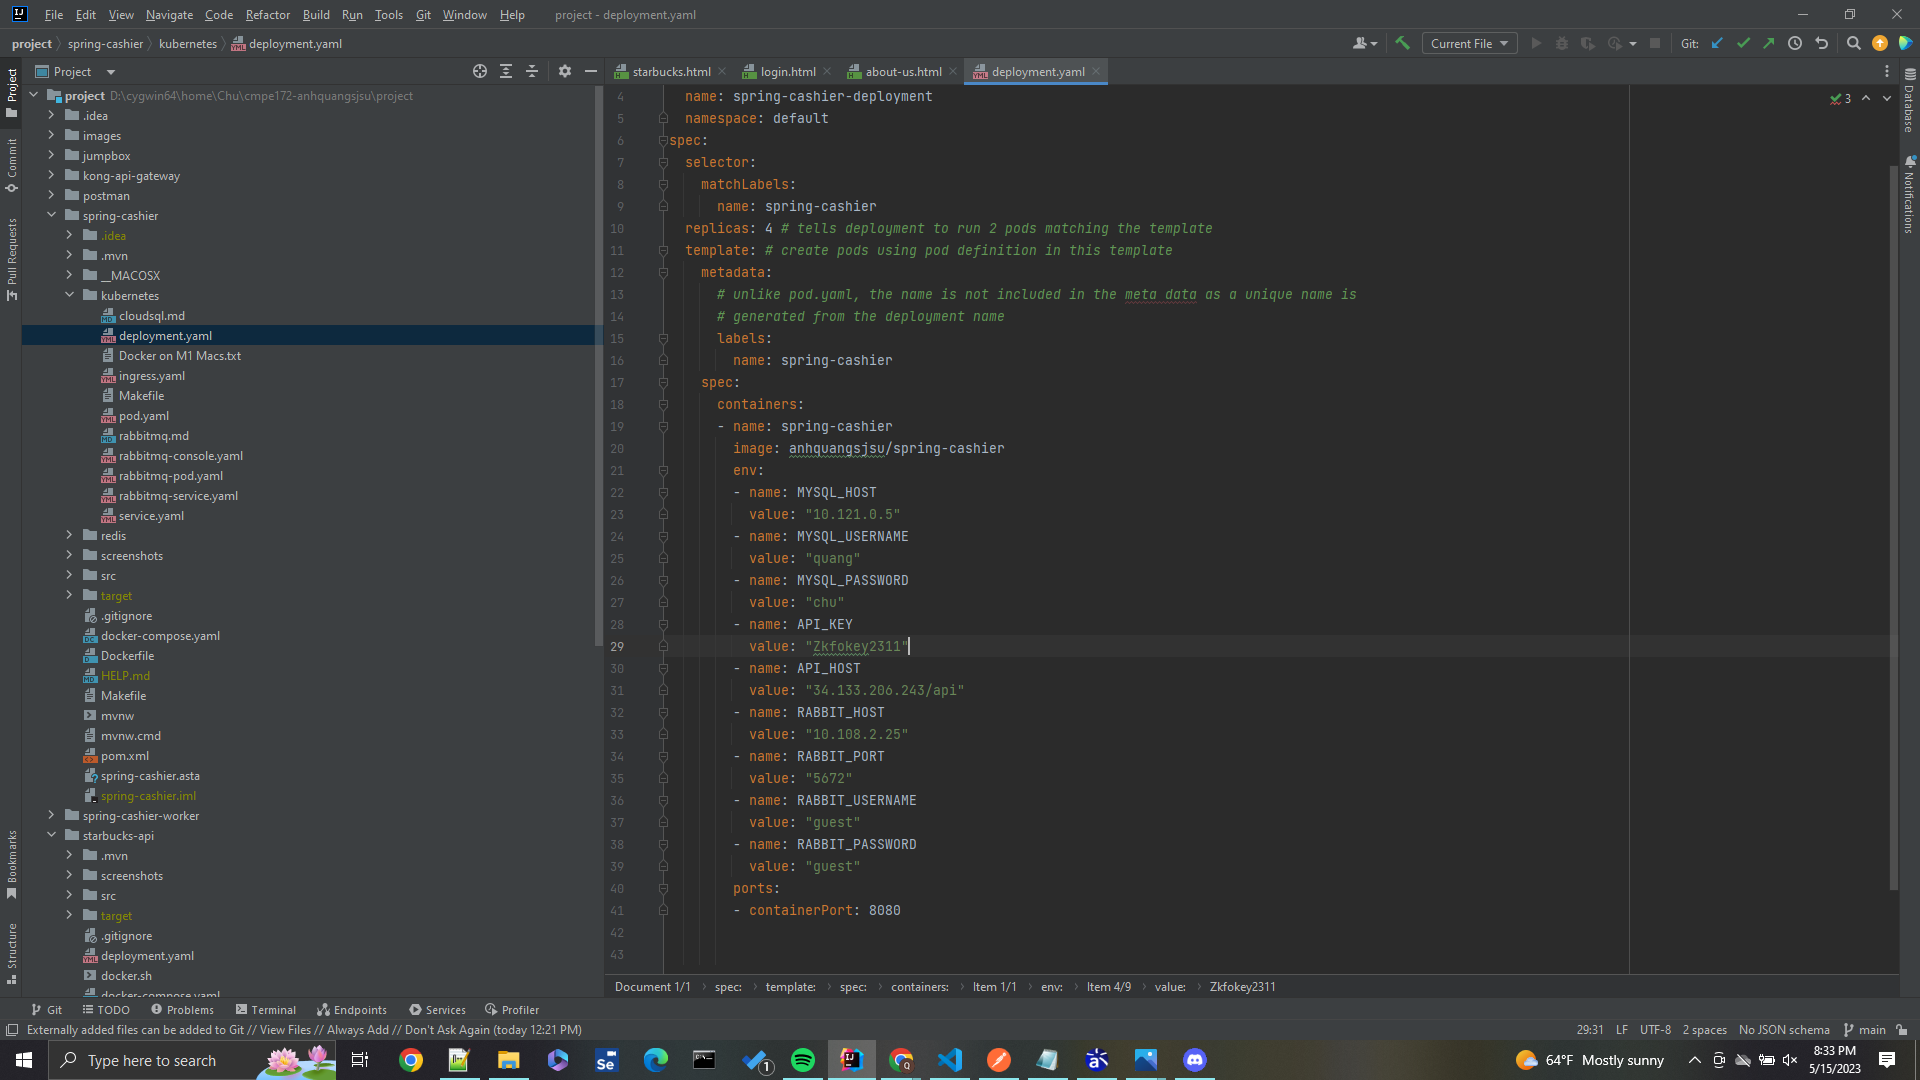 File Edit View Navigate Code Refactor Build Run Tools Git Window Help project - deployment.yaml
project spring-cashier kubernetes deployment.yaml Current File Git:
Project starbucks.html login.html about-us.html deployment.yaml
project D:\cygwin64\home\Chu\cmpe172-anhquangsjsu\project
.idea
images
jumpbox
kong-api-gateway
postman
spring-cashier
.idea
.mvn
__MACOSX
kubernetes
cloudsql.md
deployment.yaml
Docker on M1 Macs.txt
ingress.yaml
Makefile
pod.yaml
rabbitmq.md
rabbitmq-console.yaml
rabbitmq-pod.yaml
rabbitmq-service.yaml
service.yaml
redis
screenshots
src
target
.gitignore
docker-compose.yaml
Dockerfile
HELP.md
Makefile
mvnw
mvnw.cmd
pom.xml
spring-cashier.asta
spring-cashier.iml
spring-cashier-worker
starbucks-api
.mvn
screenshots
src
target
.gitignore
deployment.yaml
docker.sh
docker-compose.yaml
Project
Commit
Pull Requests
Bookmarks
Structure
3
4 name: spring-cashier-deployment
5 namespace: default
6 spec:
7 selector:
8 matchLabels:
9 name: spring-cashier
10 replicas: 4 # tells deployment to run 2 pods matching the template
11 template: # create pods using pod definition in this template
12 metadata:
13 # unlike pod.yaml, the name is not included in the meta data as a unique name is
14 # generated from the deployment name
15 labels:
16 name: spring-cashier
17 spec:
18 containers:
19 - name: spring-cashier
20 image: anhquangsjsu/spring-cashier
21 env:
22 - name: MYSQL_HOST
23 value: "10.121.0.5"
24 - name: MYSQL_USERNAME
25 value: "quang"
26 - name: MYSQL_PASSWORD
27 value: "chu"
28 - name: API_KEY
29 value: "Zkfokey2311"
30 - name: API_HOST
31 value: "34.133.206.243/api"
32 - name: RABBIT_HOST
33 value: "10.108.2.25"
34 - name: RABBIT_PORT
35 value: "5672"
36 - name: RABBIT_USERNAME
37 value: "guest"
38 - name: RABBIT_PASSWORD
39 value: "guest"
40 ports:
41 - containerPort: 8080
42
43
Database
Notifications
Document 1/1 spec: template: spec: containers: Item 1/1 env: Item 4/9 value: Zkfokey2311
Git TODO Problems Terminal Endpoints Services Profiler
Externally added files can be added to Git // View Files // Always Add // Don't Ask Again (today 12:21 PM) 29:31 LF UTF-8 2 spaces No JSON schema main
Type here to search Se 1 64°F Mostly sunny 8:33 PM
5/15/2023